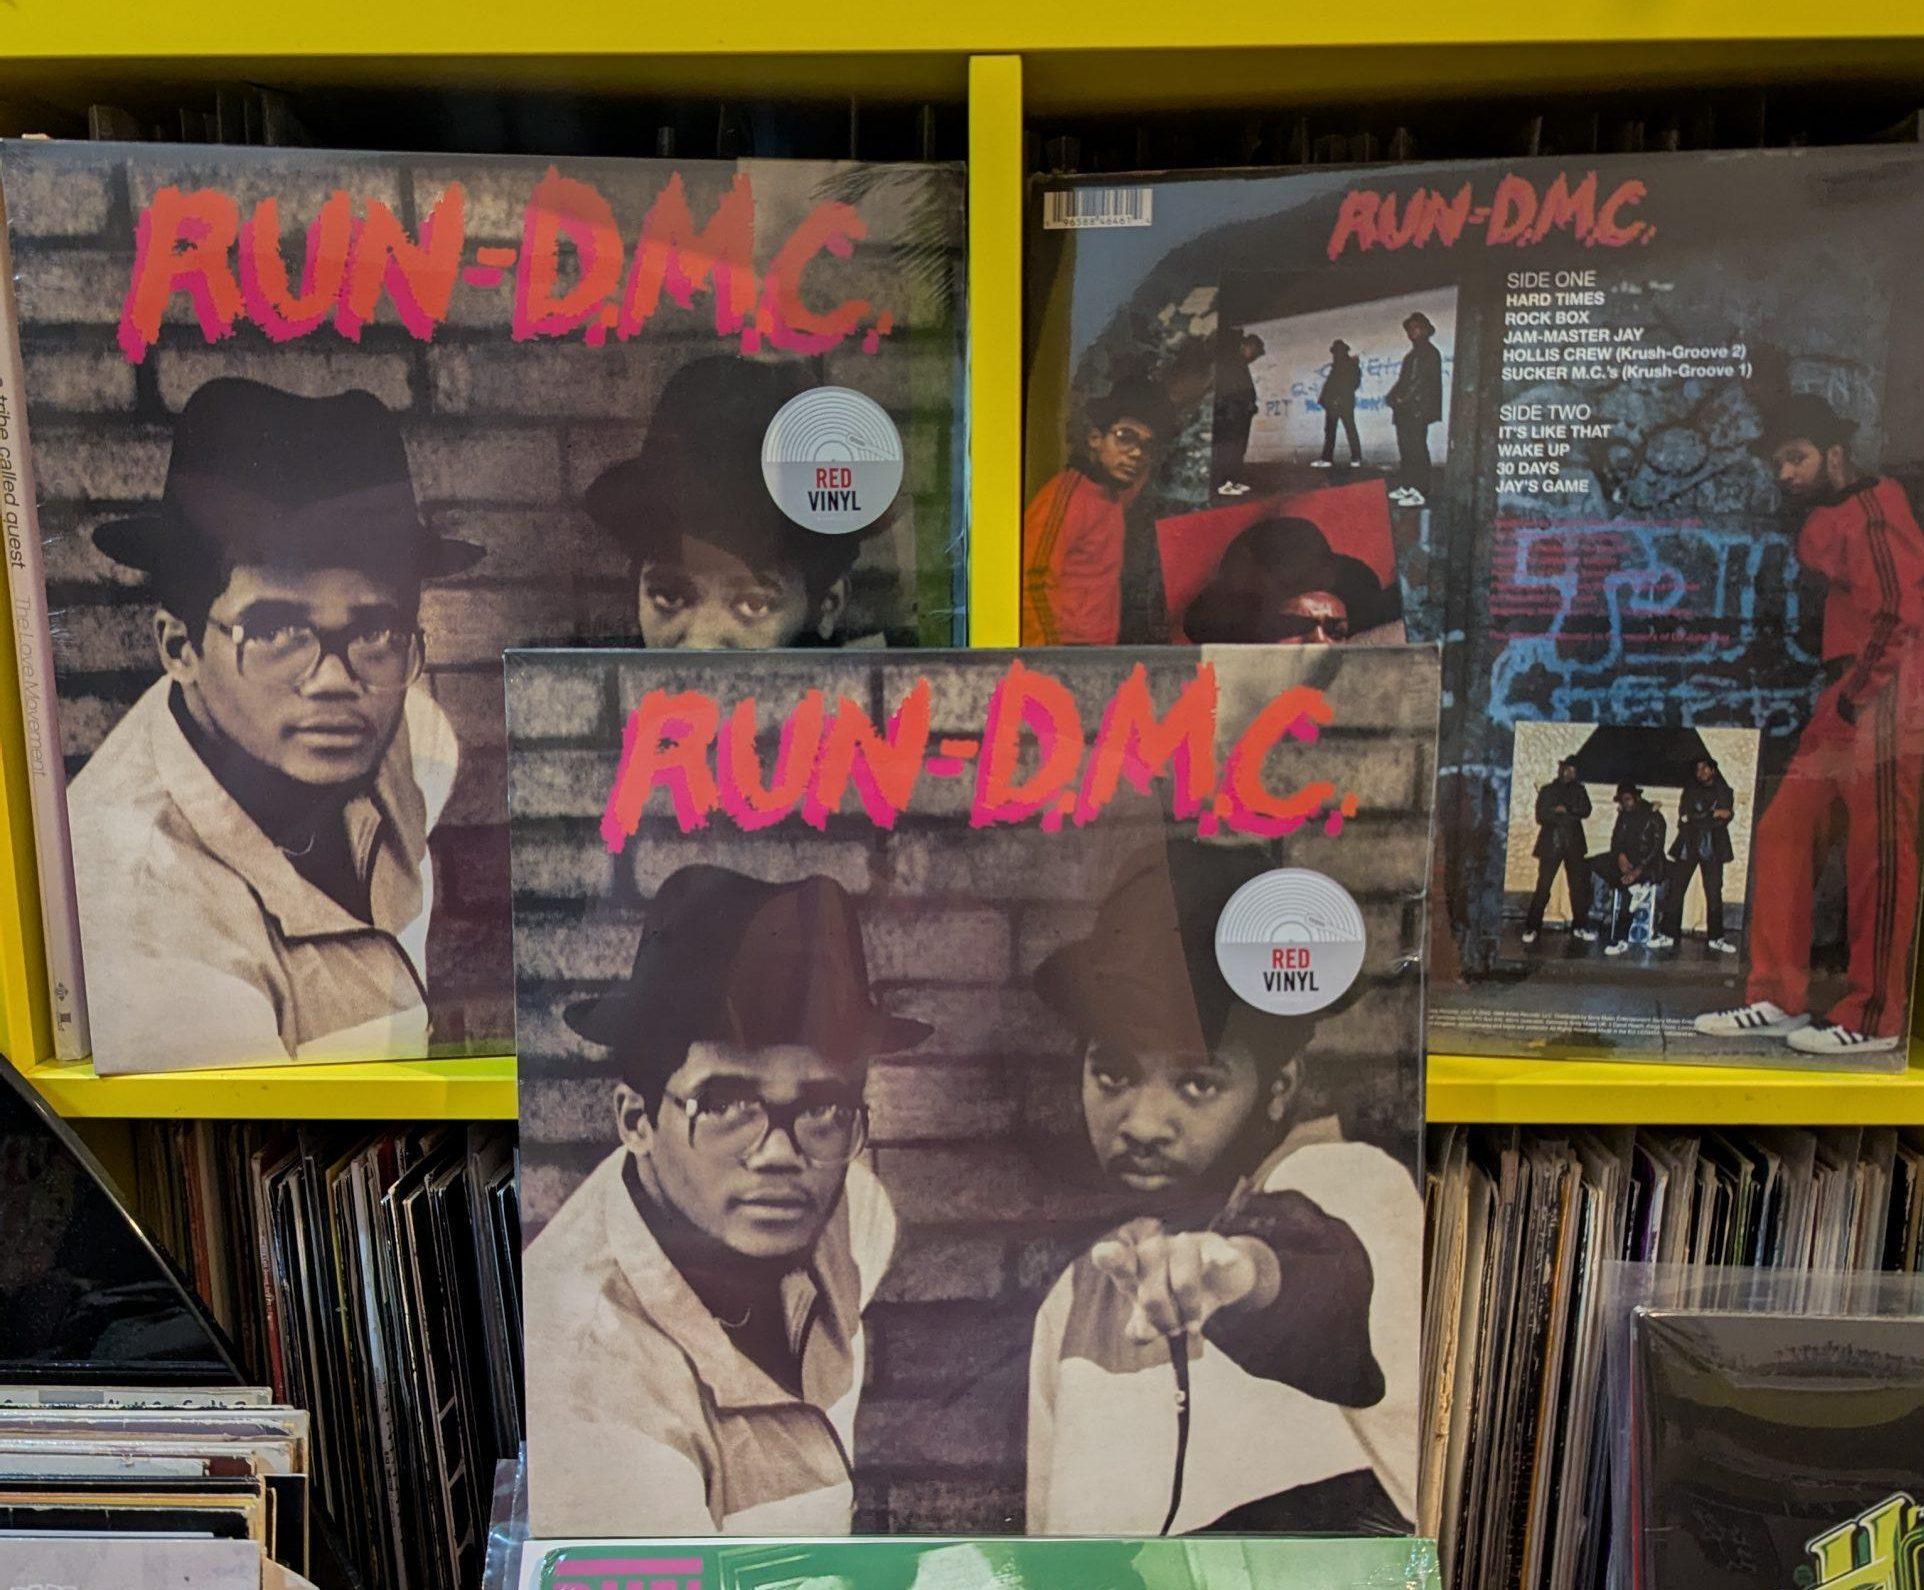 RUN-D.M.C.
RED
VINYL
a tribe called quest The Love Movement
RUN-D.M.C.
SIDE ONE
HARD TIMES
ROCK BOX
JAM-MASTER JAY
HOLLIS CREW (Krush-Groove 2)
SUCKER M.C.'s (Krush-Groove 1)
SIDE TWO
IT'S LIKE THAT
WAKE UP
30 DAYS
JAY'S GAME
RUN-D.M.C.
RED
VINYL